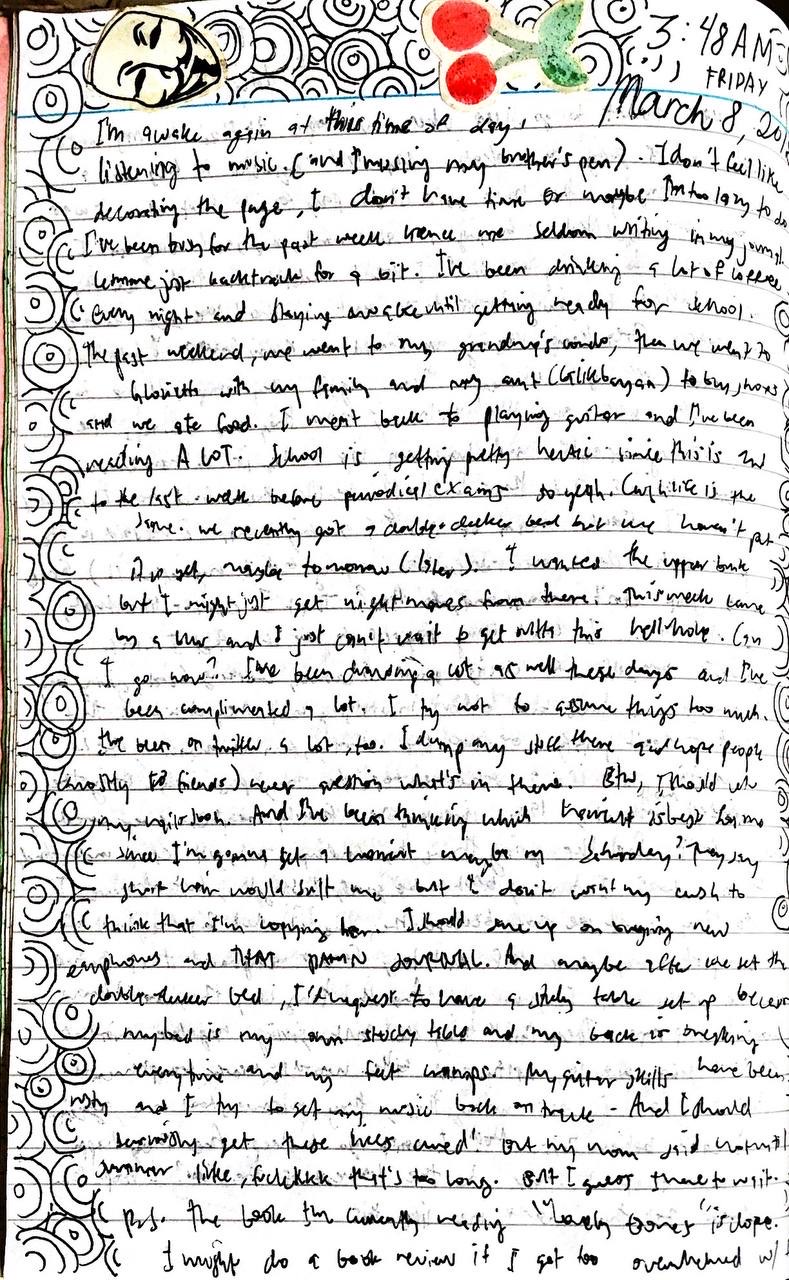 3:48 AM
FRIDAY
March 8, 20
I'm awake again at this time of day,
listening to music. (and I'm using my brother's pen). I don't feel like
decorating the page, I don't have time or maybe I'm too lazy to do
I've been busy for the past week hence me seldom writing in my journal.
Lemme just backtrack for a bit. I've been drinking a lot of coffee
every night and staying awake until getting ready for school.
The past weekend, we went to my grandma's condo, then we went to
with my family and my aunt (balikbayan) to buy shoes
and we ate food. I went back to playing guitar and I've been
reading A LOT. School is getting pretty hectic since this is 2nd
to the last week before periodical exams so yeah. Crush life is the
same. we recently got a double-decker bed but we haven't put
it up yet, maybe tomorrow (later). I wanted the upper bunk
but I might just get nightmares from there. This week came
by a blur and I just can't wait to get outta this hellhole. Can
I go now? I've been drawing a lot as well these days and I've
been complimented a lot. I try not to assume things too much.
I've been on twitter a lot, too. I dump any stuff there and hope people
(mostly friends) never question what's in there. Btw, I should
my. And I've been thinking which haircut is best for me
since I'm gonna get a haircut maybe on Saturday? They say
short hair would suit me but I don't want my crush to
think that I'm copying her. I should save up on buying new
earphones and THAT DAMN JOURNAL. And maybe after we set the
double-decker bed, I'll request to have a study table set up because
my bed is my own study table and my back is breaking
everytime and my feet cramps. My guitar skills have been
rusty and I try to get my music back on track. And I should
seriously get these cured! But my mom said not until
summer like, that's too long. But I guess I have to wait.
P.S. The book I'm currently reading "Lovely Bones" is dope.
I might do a book review if I get too overwhelmed w/